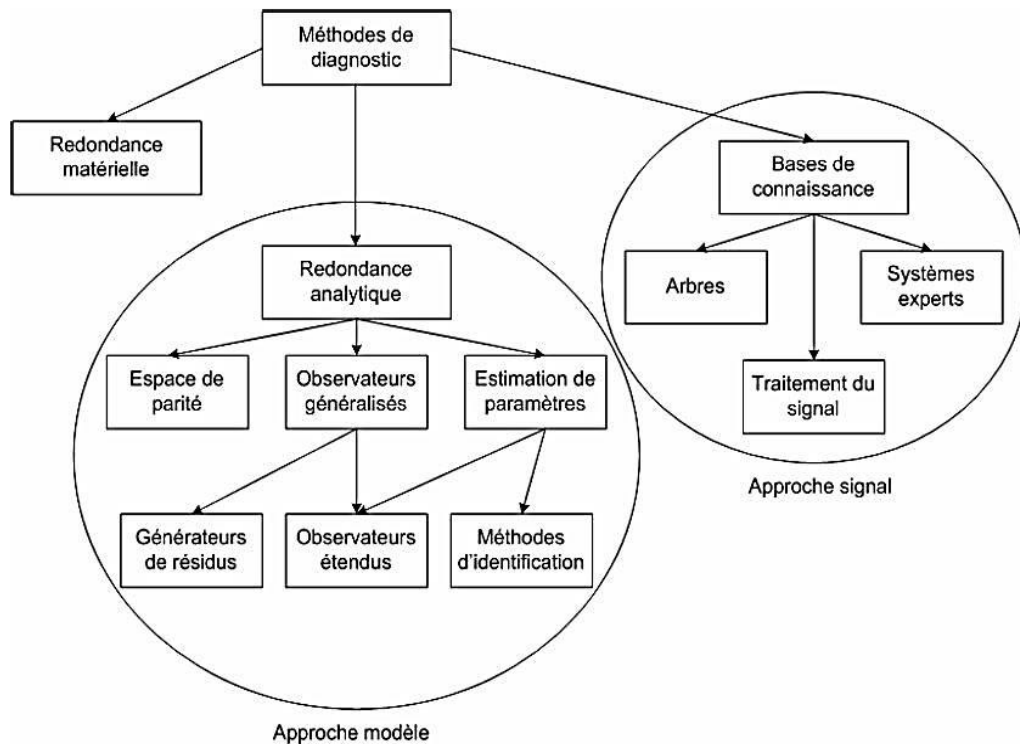 Méthodes de
diagnostic
Redondance
matérielle
Bases de
connaissance
Redondance
analytique
Arbres
Systèmes
experts
Espace de
parité
Observateurs
généralisés
Estimation de
paramètres
Traitement du
signal
Approche signal
Générateurs
de résidus
Observateurs
étendus
Méthodes
d'identification
Approche modèle